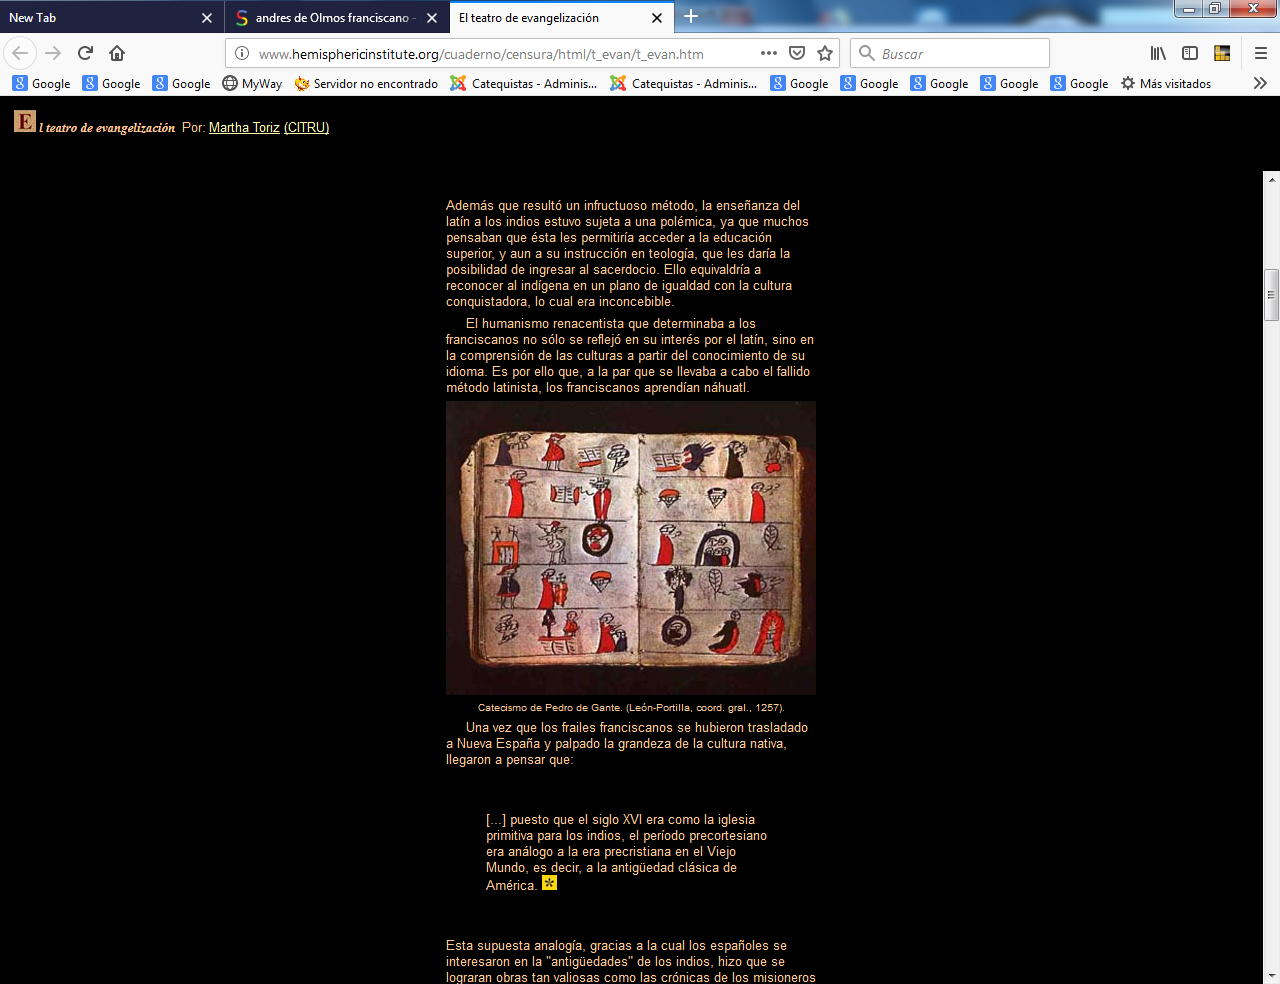 New Tab
andres de Olmos franciscano -
El teatro de evangelización
www.hemisphericinstitute.org/cuaderno/censura/html/t_evan/t_evan.htm
Buscar
Google
Google
Google
MyWay
Servidor no encontrado
Catequistas - Adminis...
Catequistas - Adminis...
Google
Google
Google
Google
Google
Más visitados
El teatro de evangelización Por: Martha Toriz (CITRU)
Además que resultó un infructuoso método, la enseñanza del
latín a los indios estuvo sujeta a una polémica, ya que muchos
pensaban que ésta les permitiría acceder a la educación
superior, y aun a su instrucción en teología, que les daría la
posibilidad de ingresar al sacerdocio. Ello equivaldría a
reconocer al indígena en un plano de igualdad con la cultura
conquistadora, lo cual era inconcebible.
El humanismo renacentista que determinaba a los
franciscanos no sólo se reflejó en su interés por el latín, sino en
la comprensión de las culturas a partir del conocimiento de su
idioma. Es por ello que, a la par que se llevaba a cabo el fallido
método latinista, los franciscanos aprendían náhuatl.
Catecismo de Pedro de Gante. (León-Portilla, coord. gral., 1257).
Una vez que los frailes franciscanos se hubieron trasladado
a Nueva España y palpado la grandeza de la cultura nativa,
llegaron a pensar que:
[...] puesto que el siglo XVI era como la iglesia
primitiva para los indios, el período precortesiano
era análogo a la era precristiana en el Viejo
Mundo, es decir, a la antigüedad clásica de
América. *
Esta supuesta analogía, gracias a la cual los españoles se
interesaron en la "antigüedades" de los indios, hizo que se
lograran obras tan valiosas como las crónicas de los misioneros